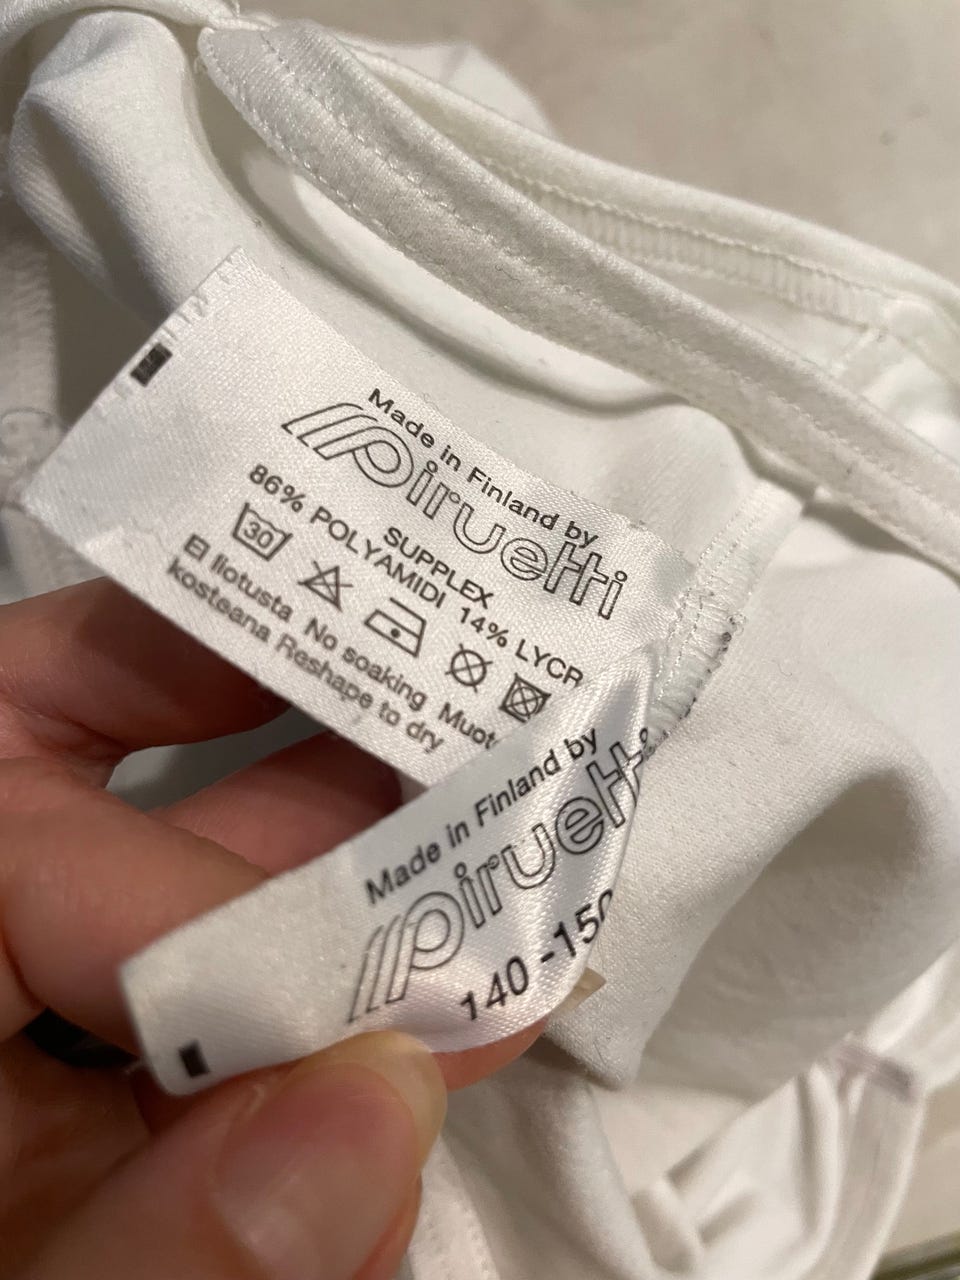 Made in Finland by
piruetti
SUPPLEX
86% POLYAMIDI 14% LYCR
30
Ei liotusta No soaking Muot
kosteana Reshape to dry
Made in Finland by
piruetti
140 -150